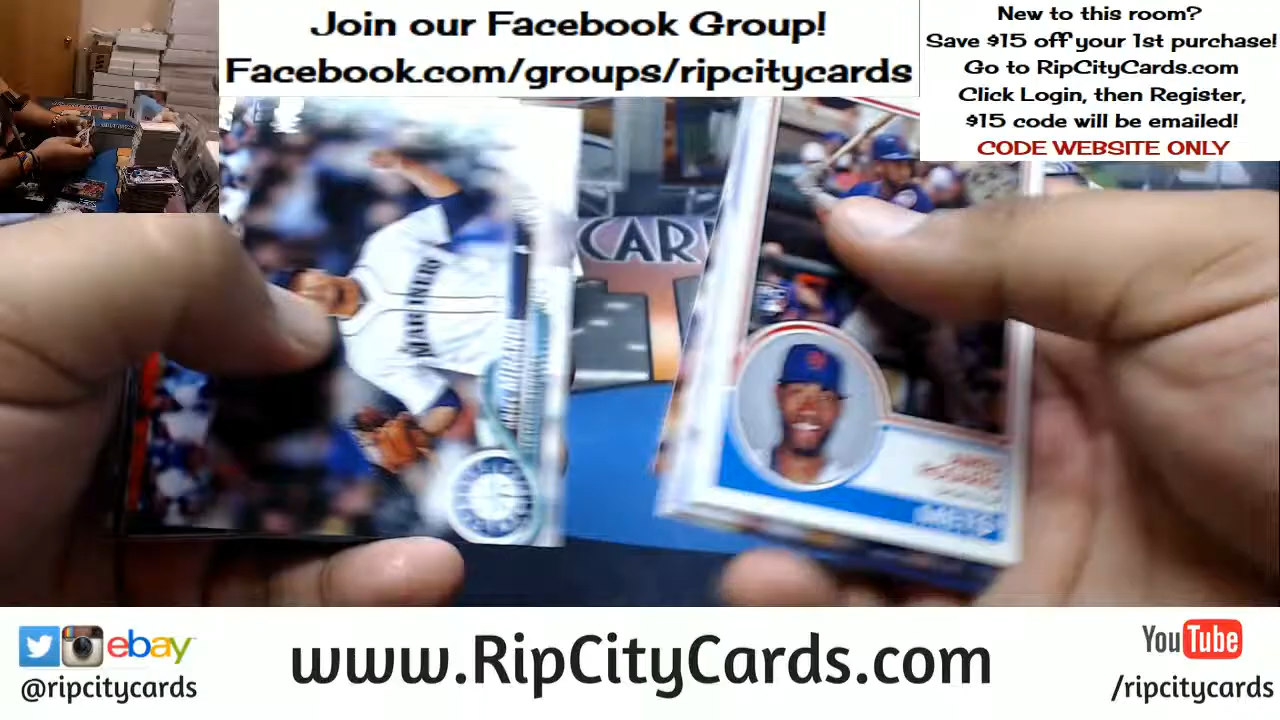 Join our Facebook Group!
Facebook.com/groups/ripcitycards
New to this room?
Save $15 off your 1st purchase!
Go to RipCityCards.com
Click Login, then Register,
$15 code will be emailed!
CODE WEBSITE ONLY
CAR
MARINERS
METS
ebay
@ripcitycards
www.RipCityCards.com
YouTube
/ripcitycards